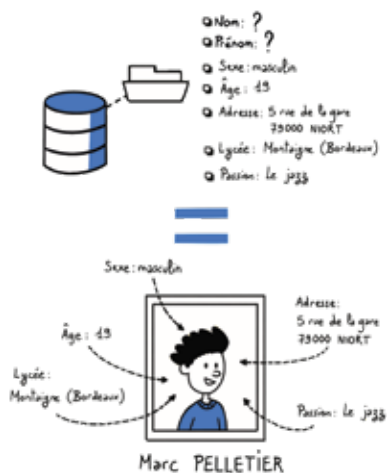 Nom: ?
Prénom: ?
Sexe: masculin
Âge: 19
Adresse: 5 rue de la gare
79000 NIORT
Lycée: Montaigne (Bordeaux)
Passion: Le jazz
=
Sexe: masculin
Âge: 19
Adresse:
5 rue de la gare
79000 NIORT
Lycée:
Montaigne (Bordeaux)
Passion: Le jazz
Marc PELLETIER